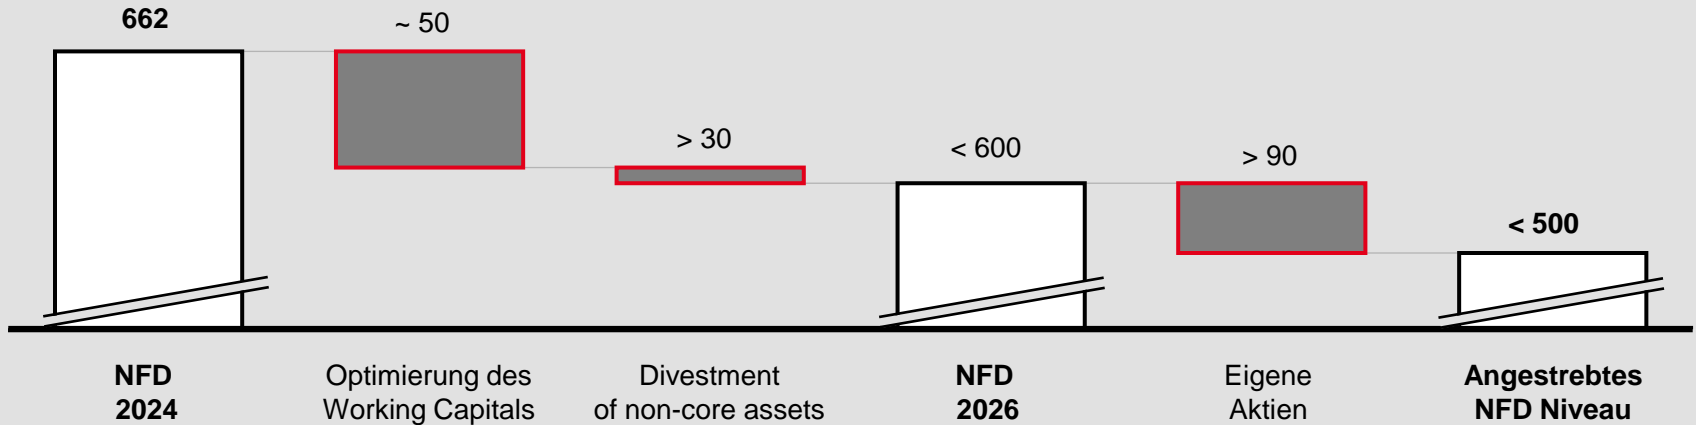 662
~ 50
> 30
< 600
> 90
< 500
NFD
2024
Optimierung des
Working Capitals
Divestment
of non-core assets
NFD
2026
Eigene
Aktien
Angestrebtes
NFD Niveau